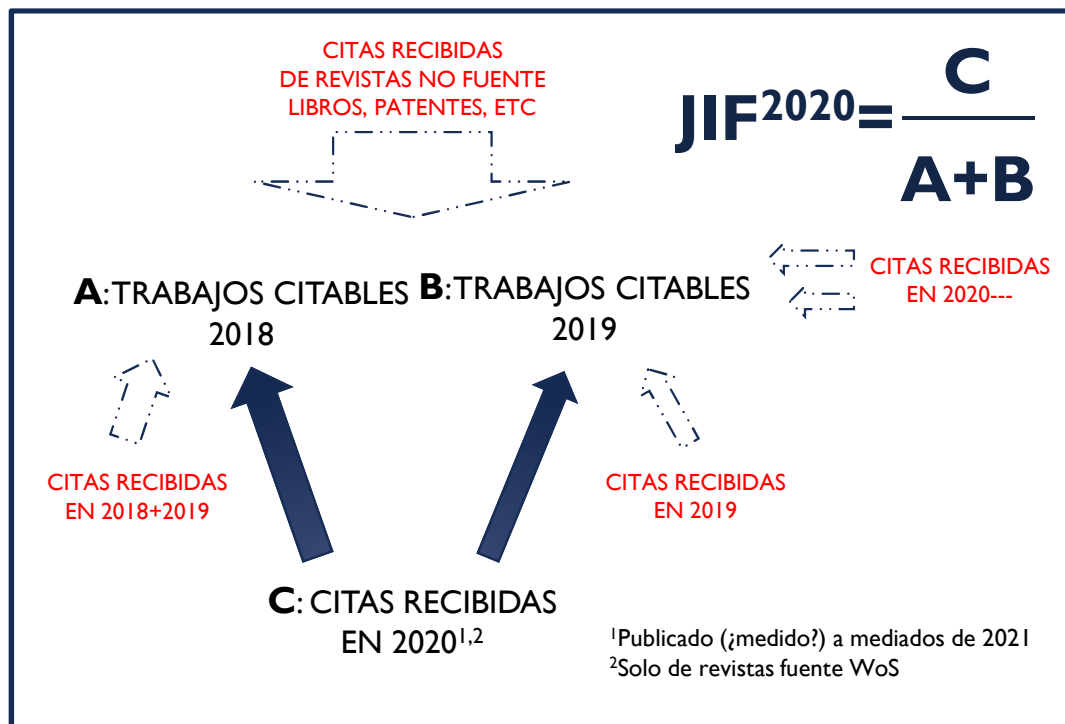 CITAS RECIBIDAS
DE REVISTAS NO FUENTE
LIBROS, PATENTES, ETC
JIF2020=
C
A+B
A: TRABAJOS CITABLES
2018
B: TRABAJOS CITABLES
2019
CITAS RECIBIDAS
EN 2020---
CITAS RECIBIDAS
EN 2018+2019
CITAS RECIBIDAS
EN 2019
C: CITAS RECIBIDAS
EN 20201,2
1Publicado (¿medido?) a mediados de 2021
2Solo de revistas fuente WoS